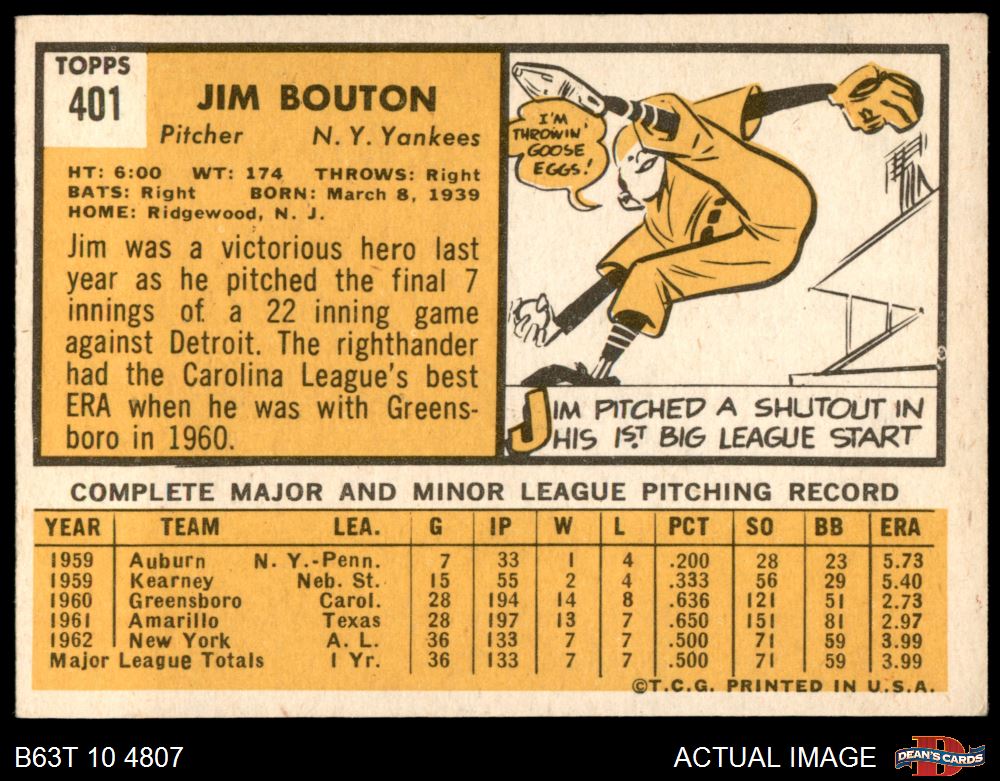 TOPPS
401
JIM BOUTON
Pitcher N. Y. Yankees
HT: 6:00 WT: 174 THROWS: Right
BATS: Right BORN: March 8, 1939
HOME: Ridgewood, N. J.
Jim was a victorious hero last
year as he pitched the final 7
innings of a 22 inning game
against Detroit. The righthander
had the Carolina League's best
ERA when he was with Greens-
boro in 1960.
I'M
THROWIN'
GOOSE
EGGS!
JIM PITCHED A SHUTOUT IN
HIS 1ST BIG LEAGUE START
COMPLETE MAJOR AND MINOR LEAGUE PITCHING RECORD
YEAR TEAM LEA. G IP W L PCT SO BB ERA
1959 Auburn N. Y.-Penn. 7 33 1 4 .200 28 23 5.73
1959 Kearney Neb. St. 15 55 2 4 .333 56 29 5.40
1960 Greensboro Carol. 28 194 14 8 .636 121 51 2.73
1961 Amarillo Texas 28 197 13 7 .650 151 81 2.97
1962 New York A. L. 36 133 7 7 .500 71 59 3.99
Major League Totals 1 Yr. 36 133 7 7 .500 71 59 3.99
©T.C.G. PRINTED IN U.S.A.
B63T 10 4807 ACTUAL IMAGE
DEAN'S CARDS